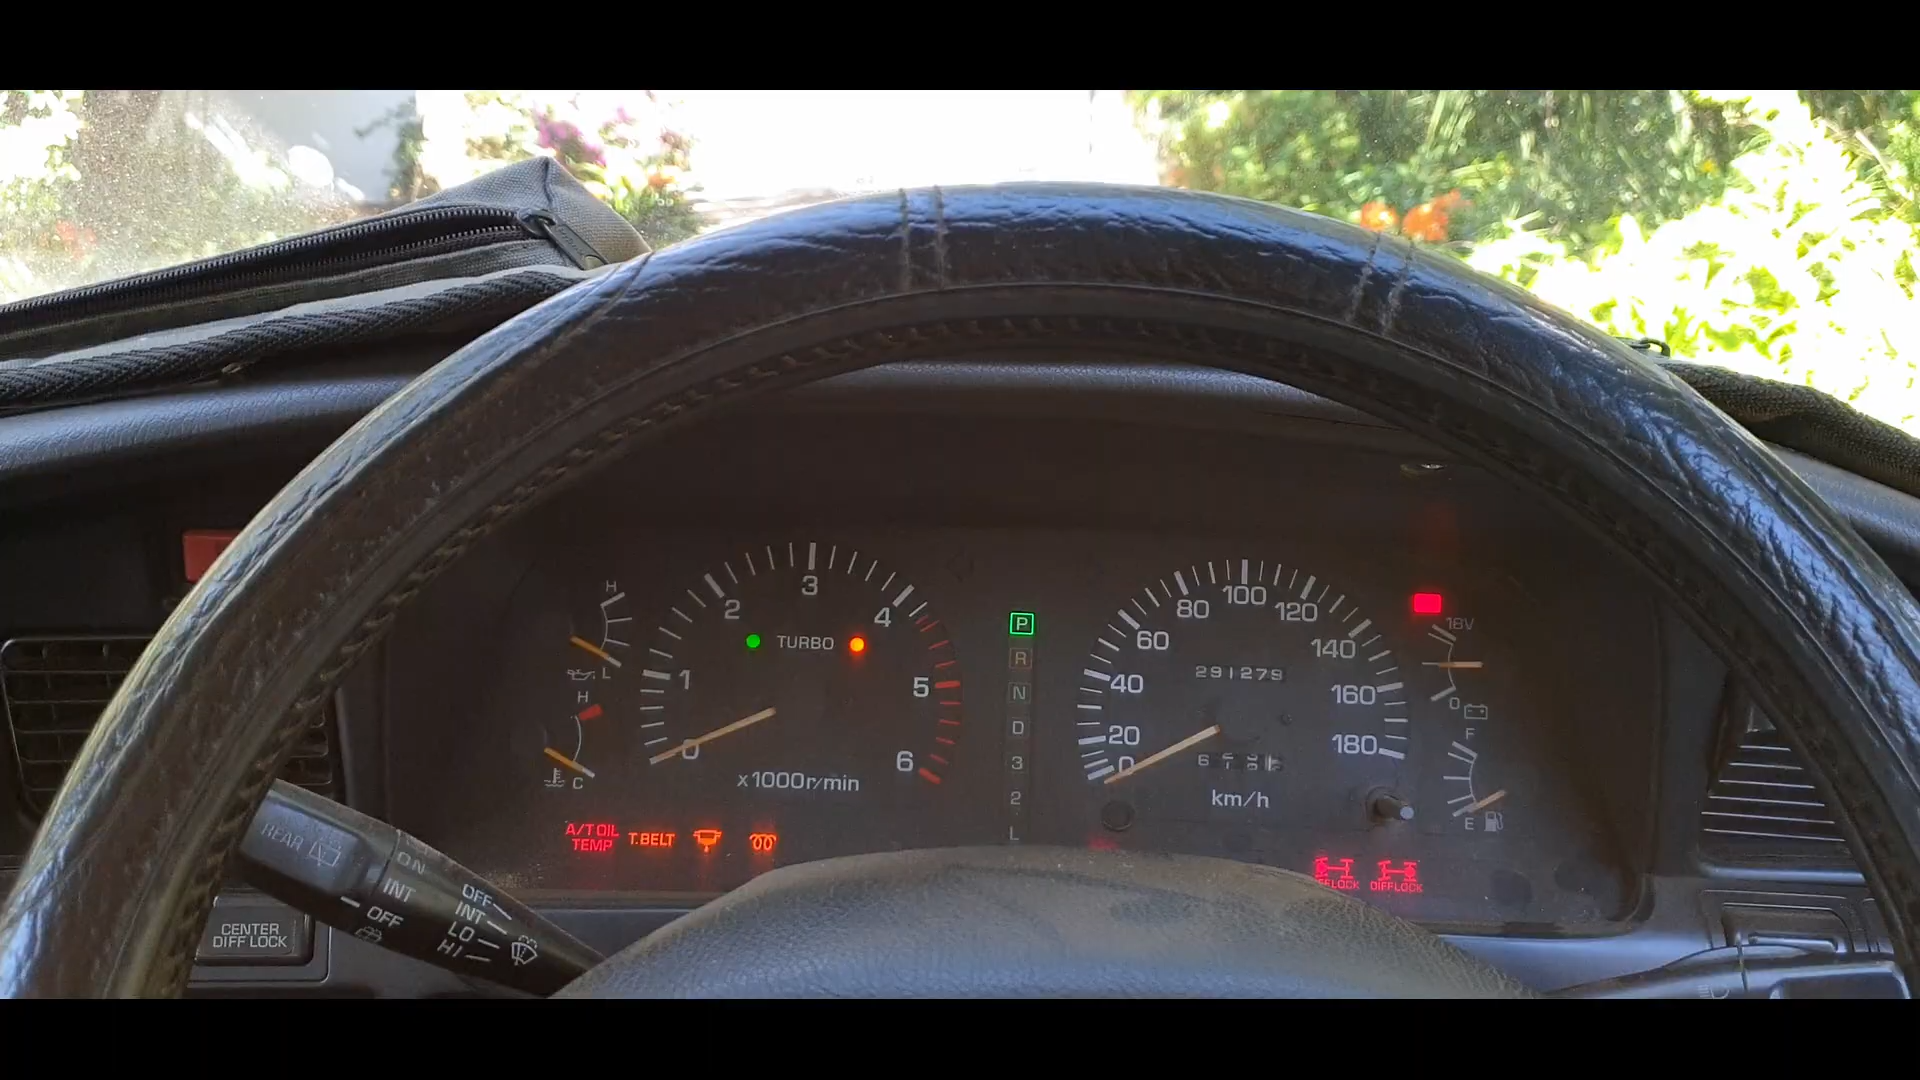 H
L
H
C
0
1
2
3
4
5
6
TURBO
x1000r/min
A/T OIL
TEMP
T.BELT
P
R
N
D
3
2
L
0
20
40
60
80
100
120
140
160
180
291279
km/h
18V
0
F
E
DIFFLOCK
REAR
ON
INT
OFF
OFF
INT
LO
HI
CENTER
DIFF LOCK